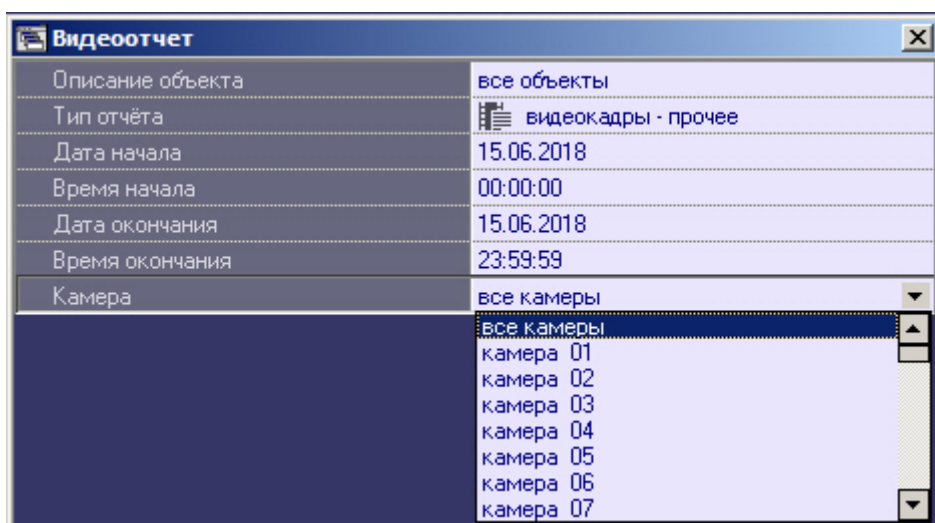 Видеоотчет
Описание объекта все объекты
Тип отчёта видеокадры - прочее
Дата начала 15.06.2018
Время начала 00:00:00
Дата окончания 15.06.2018
Время окончания 23:59:59
Камера все камеры
все камеры
камера 01
камера 02
камера 03
камера 04
камера 05
камера 06
камера 07